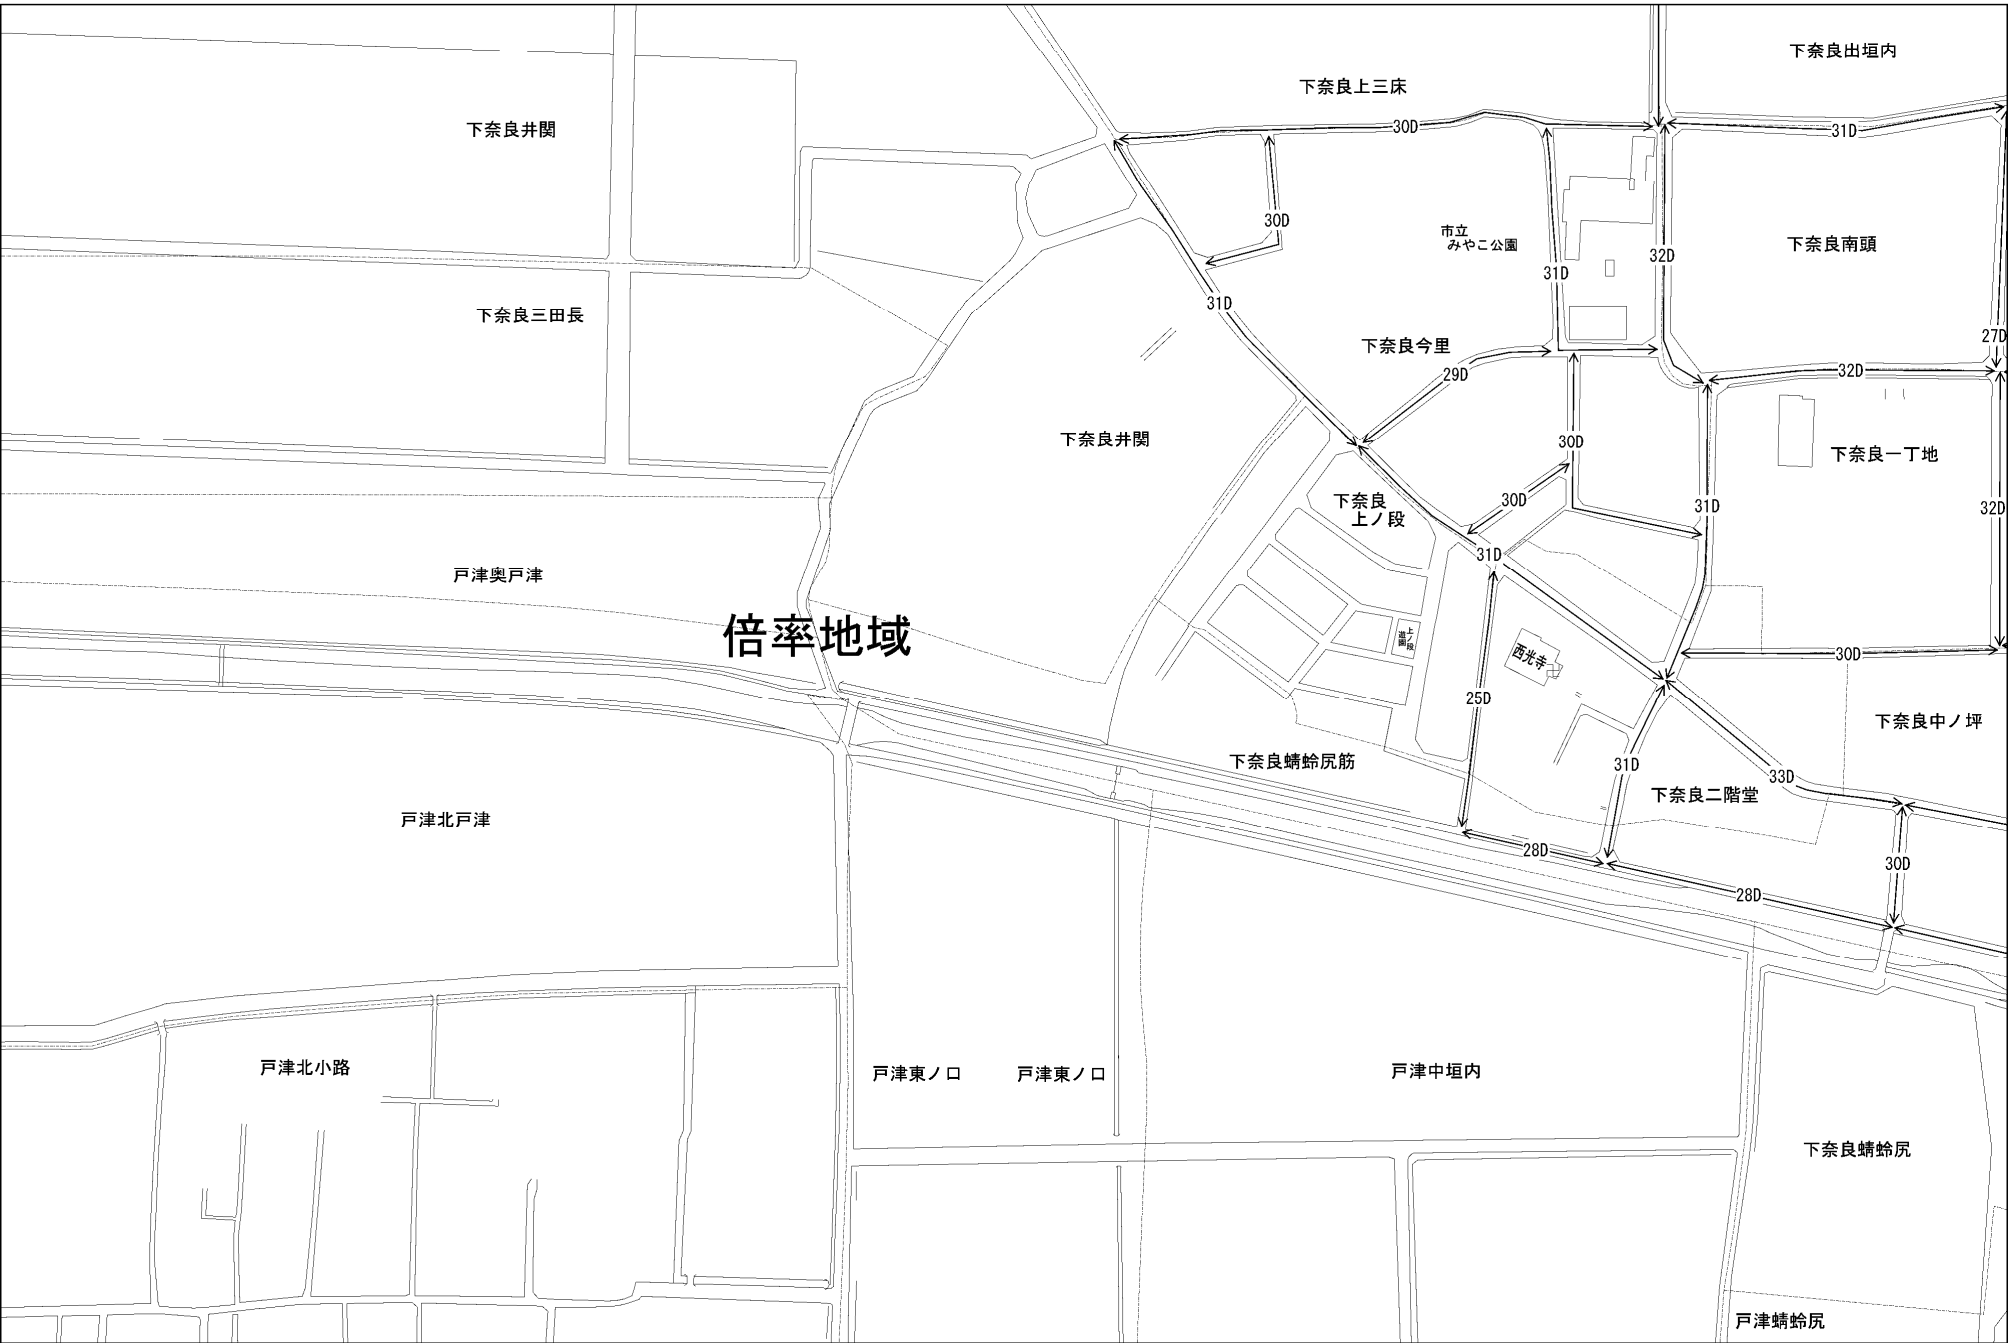 下奈良出垣内
下奈良上三床
下奈良井関
30D
31D
30D
市立
みやこ公園
下奈良南頭
32D
31D
31D
下奈良三田長
27D
下奈良今里
29D
32D
下奈良井関
30D
下奈良一丁地
下奈良
上ノ段
30D
31D
32D
31D
戸津奥戸津
倍率地域
上ノ段
遊園
西光寺
30D
25D
下奈良中ノ坪
下奈良蜻蛉尻筋
31D
33D
下奈良二階堂
戸津北戸津
28D
30D
28D
戸津北小路
戸津東ノ口
戸津東ノ口
戸津中垣内
下奈良蜻蛉尻
戸津蜻蛉尻